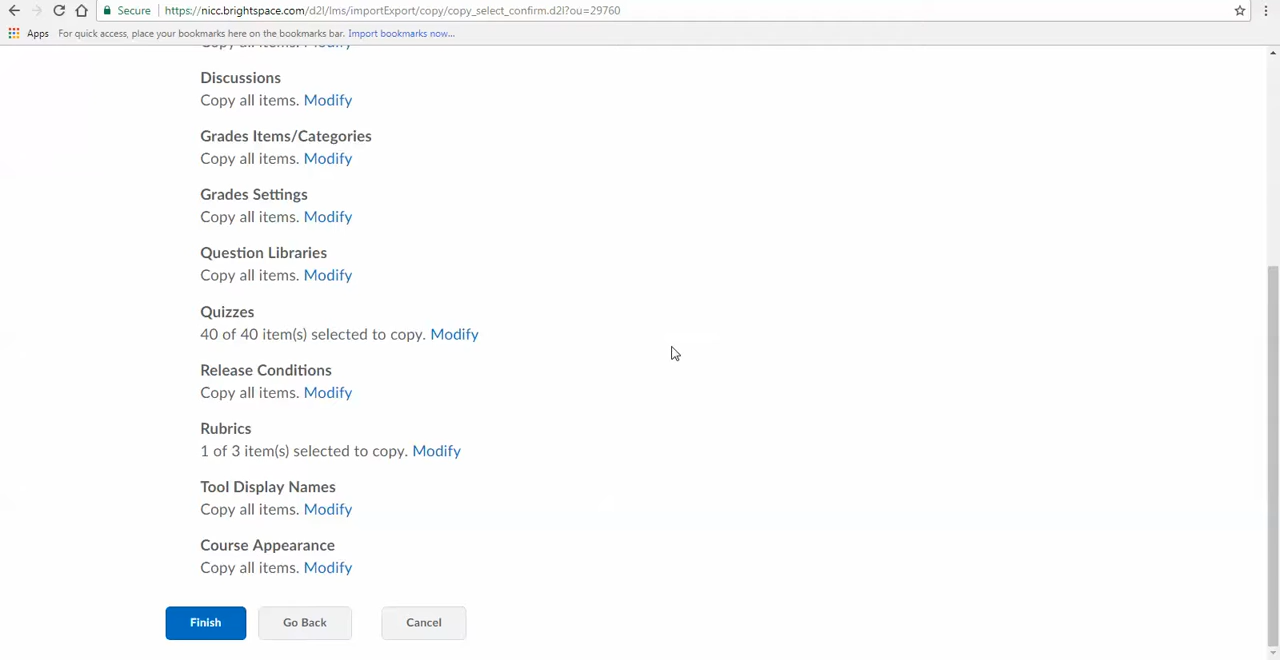 Secure https://nicc.brightspace.com/d2l/lms/importExport/copy/copy_select_confirm.d2l?ou=29760
Apps For quick access, place your bookmarks here on the bookmarks bar. Import bookmarks now...
Copy all items. Modify
Discussions
Copy all items. Modify
Grades Items/Categories
Copy all items. Modify
Grades Settings
Copy all items. Modify
Question Libraries
Copy all items. Modify
Quizzes
40 of 40 item(s) selected to copy. Modify
Release Conditions
Copy all items. Modify
Rubrics
1 of 3 item(s) selected to copy. Modify
Tool Display Names
Copy all items. Modify
Course Appearance
Copy all items. Modify
Finish Go Back Cancel